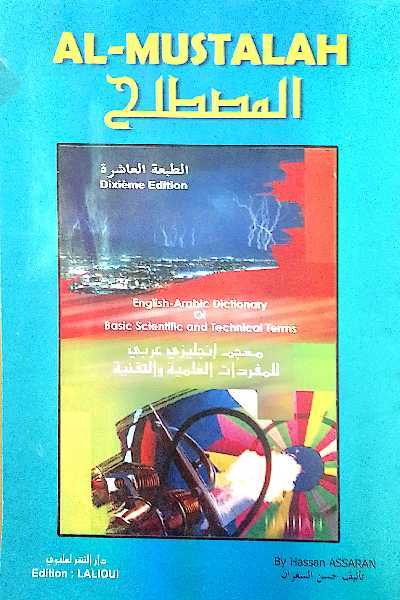 AL-MUSTALAH
المصطلح
الطبعة العاشرة
Dixième Edition
English-Arabic Dictionary
Of
Basic Scientific and Technical Terms
معجم إنجليزي عربي
للمفردات العلمية والتقنية
دار النشر لعليوي
Edition : LALIOUI
By Hassan ASSARAN
تأليف حسن السعران